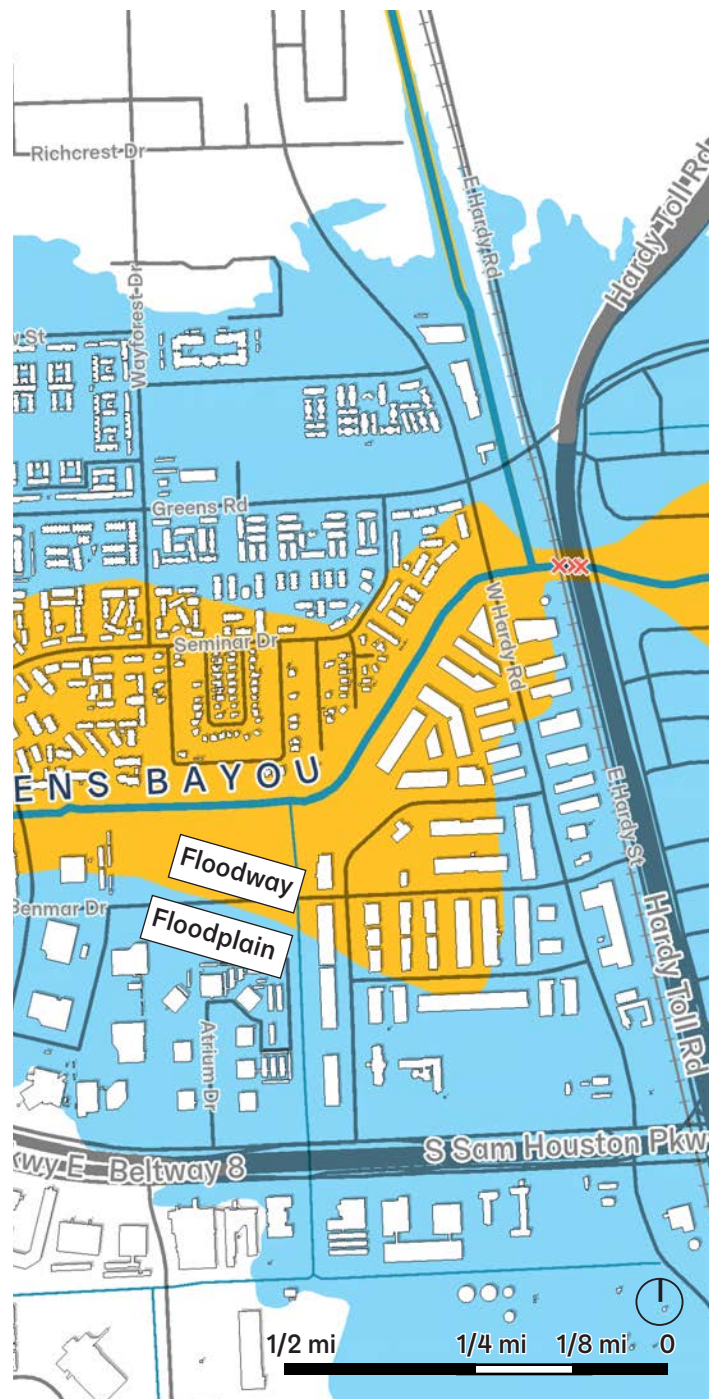 Richcrest Dr
E Hardy Rd
Hardy Toll Rd
Wayforest Dr
w St
Greens Rd
W Hardy Rd
Seminar Dr
ENS BAYOU
E Hardy St
Floodway
Benmar Dr
Floodplain
Hardy Toll Rd
Atrium Dr
S Sam Houston Pkwy
kwy E Beltway 8
1/2 mi 1/4 mi 1/8 mi 0